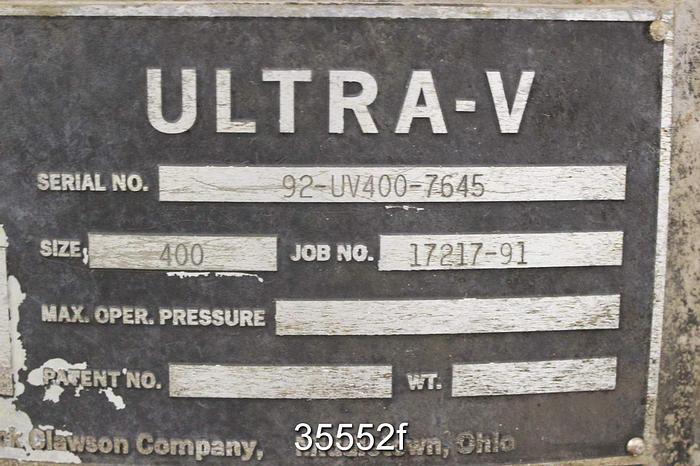 ULTRA-V
SERIAL NO. 92-UV400-7645
SIZE 400 JOB NO. 17217-91
MAX. OPER. PRESSURE
PATENT NO. WT.
Clawson Company, Middletown, Ohio
35552f